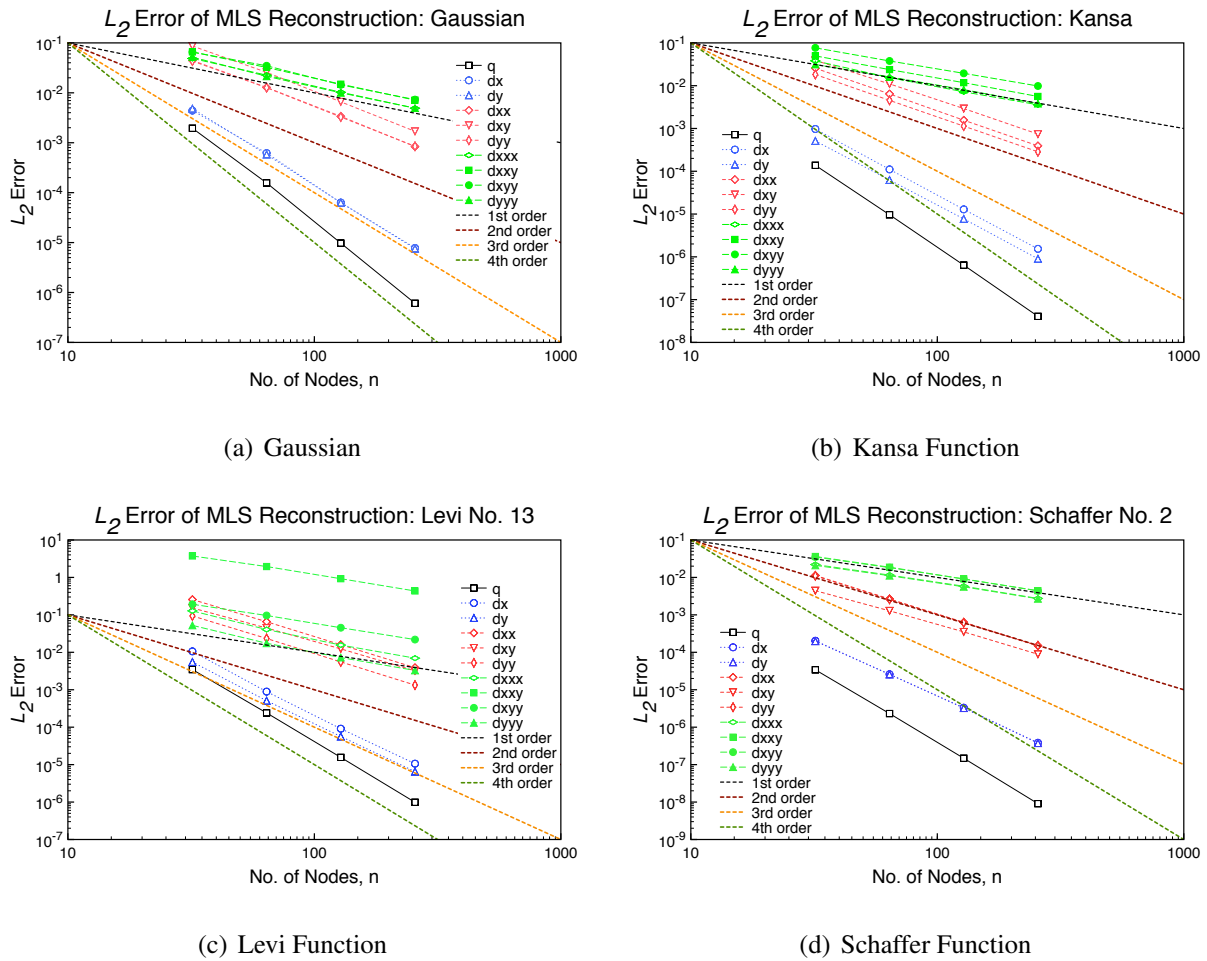 L2 Error of MLS Reconstruction: Gaussian
10-1
10-2
10-3
10-4
10-5
10-6
10-7
L2 Error
10
100
1000
No. of Nodes, n
q
dx
dy
dxx
dxy
dyy
dxxx
dxxy
dxyy
dyyy
1st order
2nd order
3rd order
4th order
(a) Gaussian
L2 Error of MLS Reconstruction: Kansa
10-1
10-2
10-3
10-4
10-5
10-6
10-7
10-8
L2 Error
10
100
1000
No. of Nodes, n
q
dx
dy
dxx
dxy
dyy
dxxx
dxxy
dxyy
dyyy
1st order
2nd order
3rd order
4th order
(b) Kansa Function
L2 Error of MLS Reconstruction: Levi No. 13
101
1
10-1
10-2
10-3
10-4
10-5
10-6
10-7
L2 Error
10
100
1000
No. of Nodes, n
q
dx
dy
dxx
dxy
dyy
dxxx
dxxy
dxyy
dyyy
1st order
2nd order
3rd order
4th order
(c) Levi Function
L2 Error of MLS Reconstruction: Schaffer No. 2
10-1
10-2
10-3
10-4
10-5
10-6
10-7
10-8
10-9
L2 Error
10
100
1000
No. of Nodes, n
q
dx
dy
dxx
dxy
dyy
dxxx
dxxy
dxyy
dyyy
1st order
2nd order
3rd order
4th order
(d) Schaffer Function